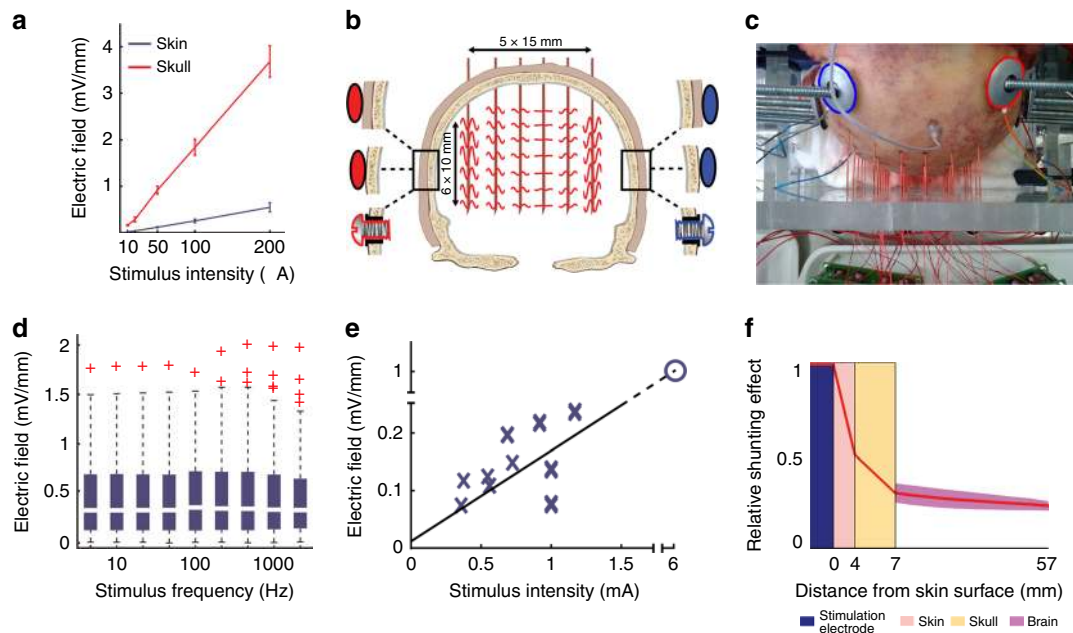 a
Electric field (mV/mm)
4
3
2
1
Skin
Skull
10 50 100 200
Stimulus intensity ( A)
b
5 × 15 mm
6 × 10 mm
c
d
Electric field (mV/mm)
2
1.5
1
0.5
0
10 100 1000
Stimulus frequency (Hz)
e
Electric field (mV/mm)
1
0.2
0.1
0
0 0.5 1 1.5 6
Stimulus intensity (mA)
f
Relative shunting effect
1
0.5
0
0 4 7 57
Distance from skin surface (mm)
Stimulation
electrode
Skin
Skull
Brain